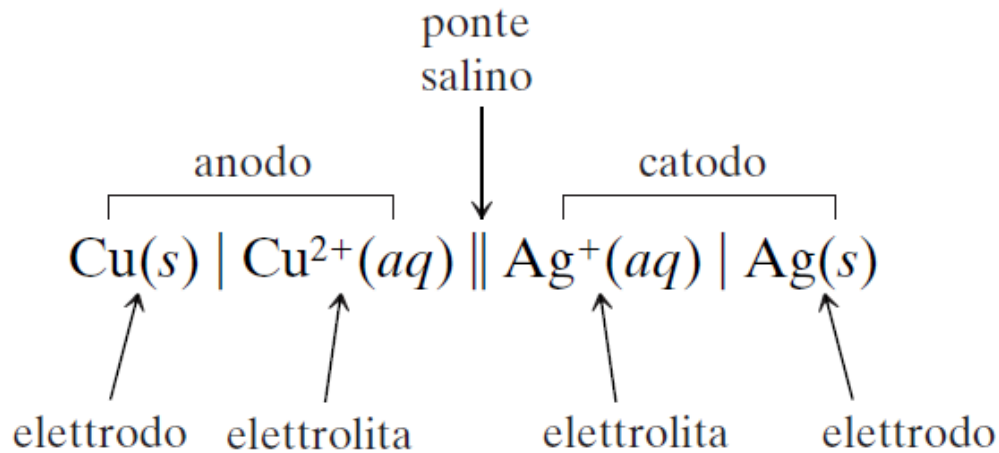 ponte
salino
anodo catodo
Cu(s) | Cu²⁺(aq) || Ag⁺(aq) | Ag(s)
elettrodo elettrolita elettrolita elettrodo